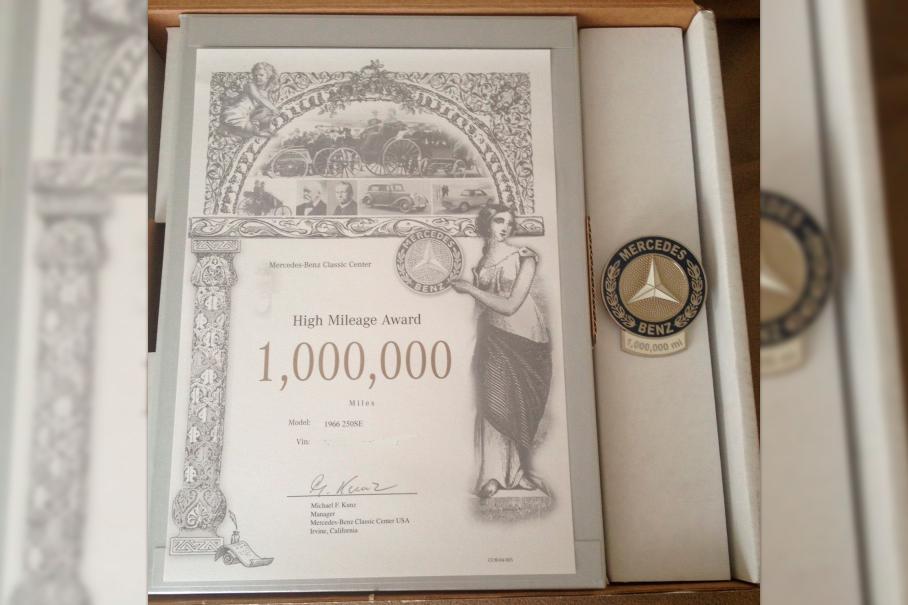 Mercedes-Benz Classic Center
MERCEDES
BENZ
High Mileage Award
1,000,000
Miles
Model: 1966 250SE
Vin:
Michael F. Kunz
Manager
Mercedes-Benz Classic Center USA
Irvine, California
MERCEDES
BENZ
1,000,000 mi